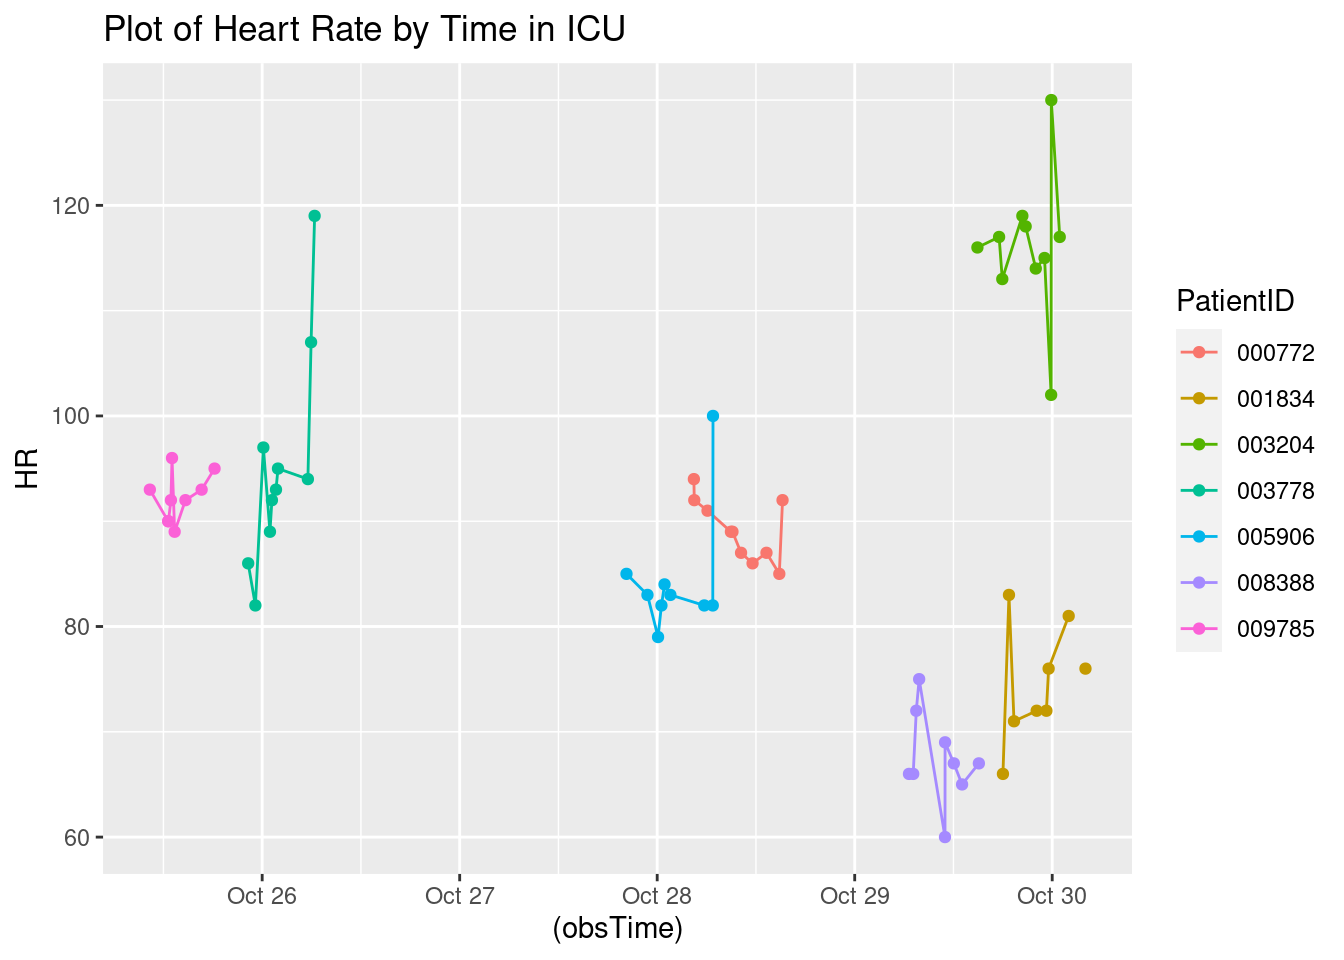 Plot of Heart Rate by Time in ICU
HR
120
100
80
60
Oct 26
Oct 27
Oct 28
Oct 29
Oct 30
(obsTime)
PatientID
000772
001834
003204
003778
005906
008388
009785